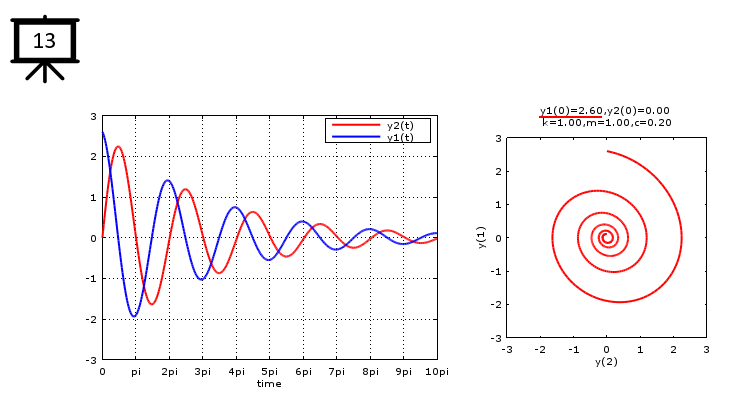 13
3
2
1
0
-1
-2
-3
y2(t)
y1(t)
0 pi 2pi 3pi 4pi 5pi 6pi 7pi 8pi 9pi 10pi
time
y1(0)=2.60,y2(0)=0.00
k=1.00,m=1.00,c=0.20
3
2
1
0
-1
-2
-3
y(1)
-3 -2 -1 0 1 2 3
y(2)